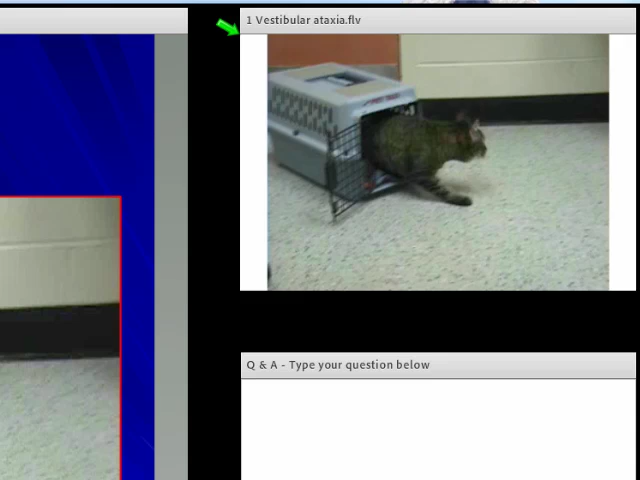 1 Vestibular ataxia.flv
Q & A - Type your question below